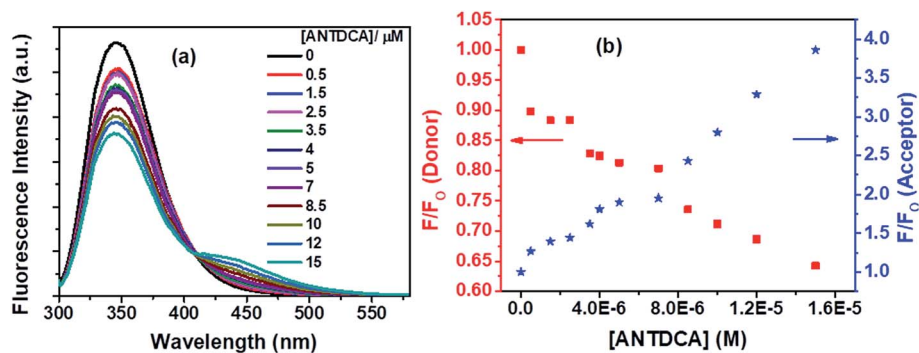 (a)
[ANTDCA]/ μM
0
0.5
1.5
2.5
3.5
4
5
7
8.5
10
12
15
Fluorescence Intensity (a.u.)
300 350 400 450 500 550
Wavelength (nm)
(b)
F/F_O (Donor)
1.00
0.95
0.90
0.85
0.80
0.75
0.70
0.65
0.60
4.0
3.5
3.0
2.5
2.0
1.5
1.0
F/F_O (Acceptor)
0.0 4.0E-6 8.0E-6 1.2E-5 1.6E-5
[ANTDCA] (M)